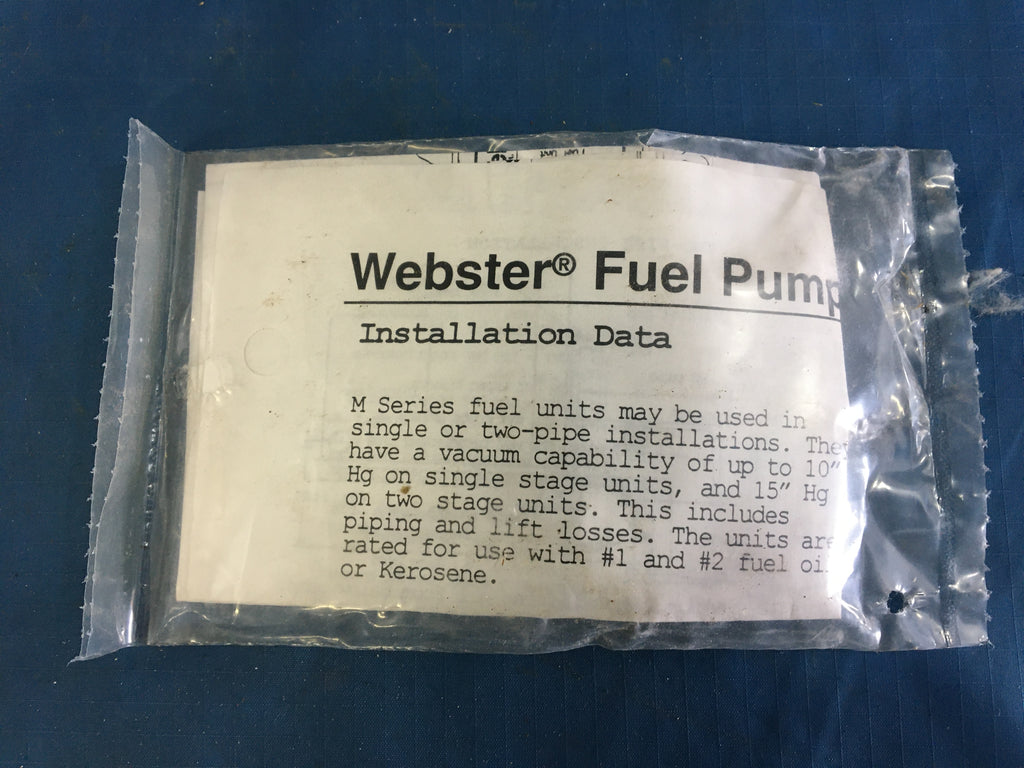 Webster® Fuel Pump
Installation Data
M Series fuel units may be used in
single or two-pipe installations. They
have a vacuum capability of up to 10"
Hg on single stage units, and 15" Hg
on two stage units. This includes
piping and lift losses. The units are
rated for use with #1 and #2 fuel oi
or Kerosene.